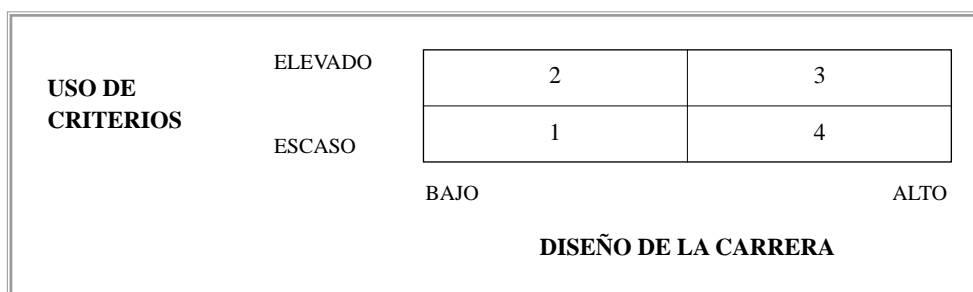 ELEVADO
USO DE
CRITERIOS
ESCASO
2 3
1 4
BAJO ALTO
DISEÑO DE LA CARRERA